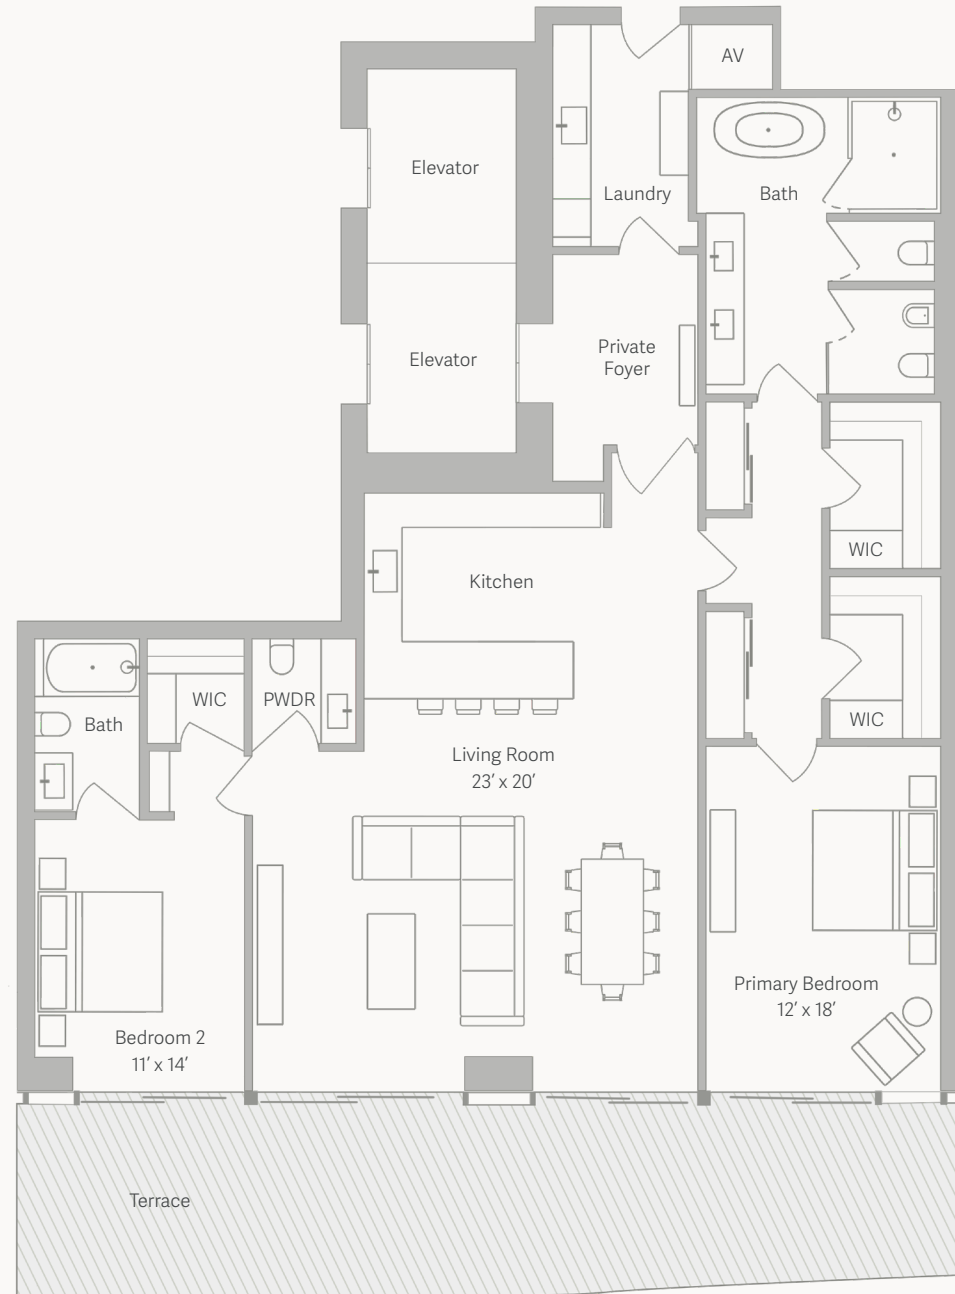 AV
Elevator
Laundry
Bath
Elevator
Private
Foyer
WIC
Kitchen
WIC
PWDR
Bath
WIC
Living Room
23′ x 20′
Primary Bedroom
12′ x 18′
Bedroom 2
11′ x 14′
Terrace